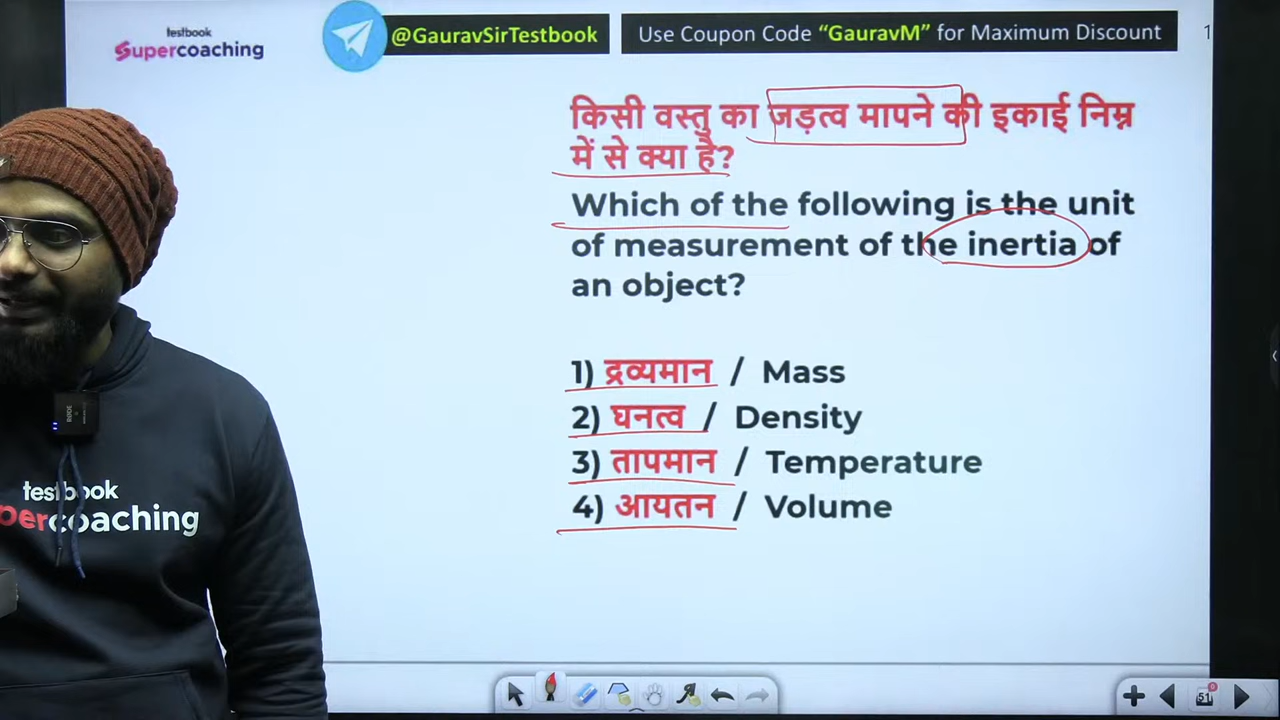 testbook
Supercoaching
@GauravSirTestbook
Use Coupon Code “GauravM” for Maximum Discount
1
किसी वस्तु का जड़त्व मापने की इकाई निम्न
में से क्या है?
Which of the following is the unit
of measurement of the inertia of
an object?
1) द्रव्यमान / Mass
2) घनत्व / Density
3) तापमान / Temperature
4) आयतन / Volume
testbook
percoaching
51